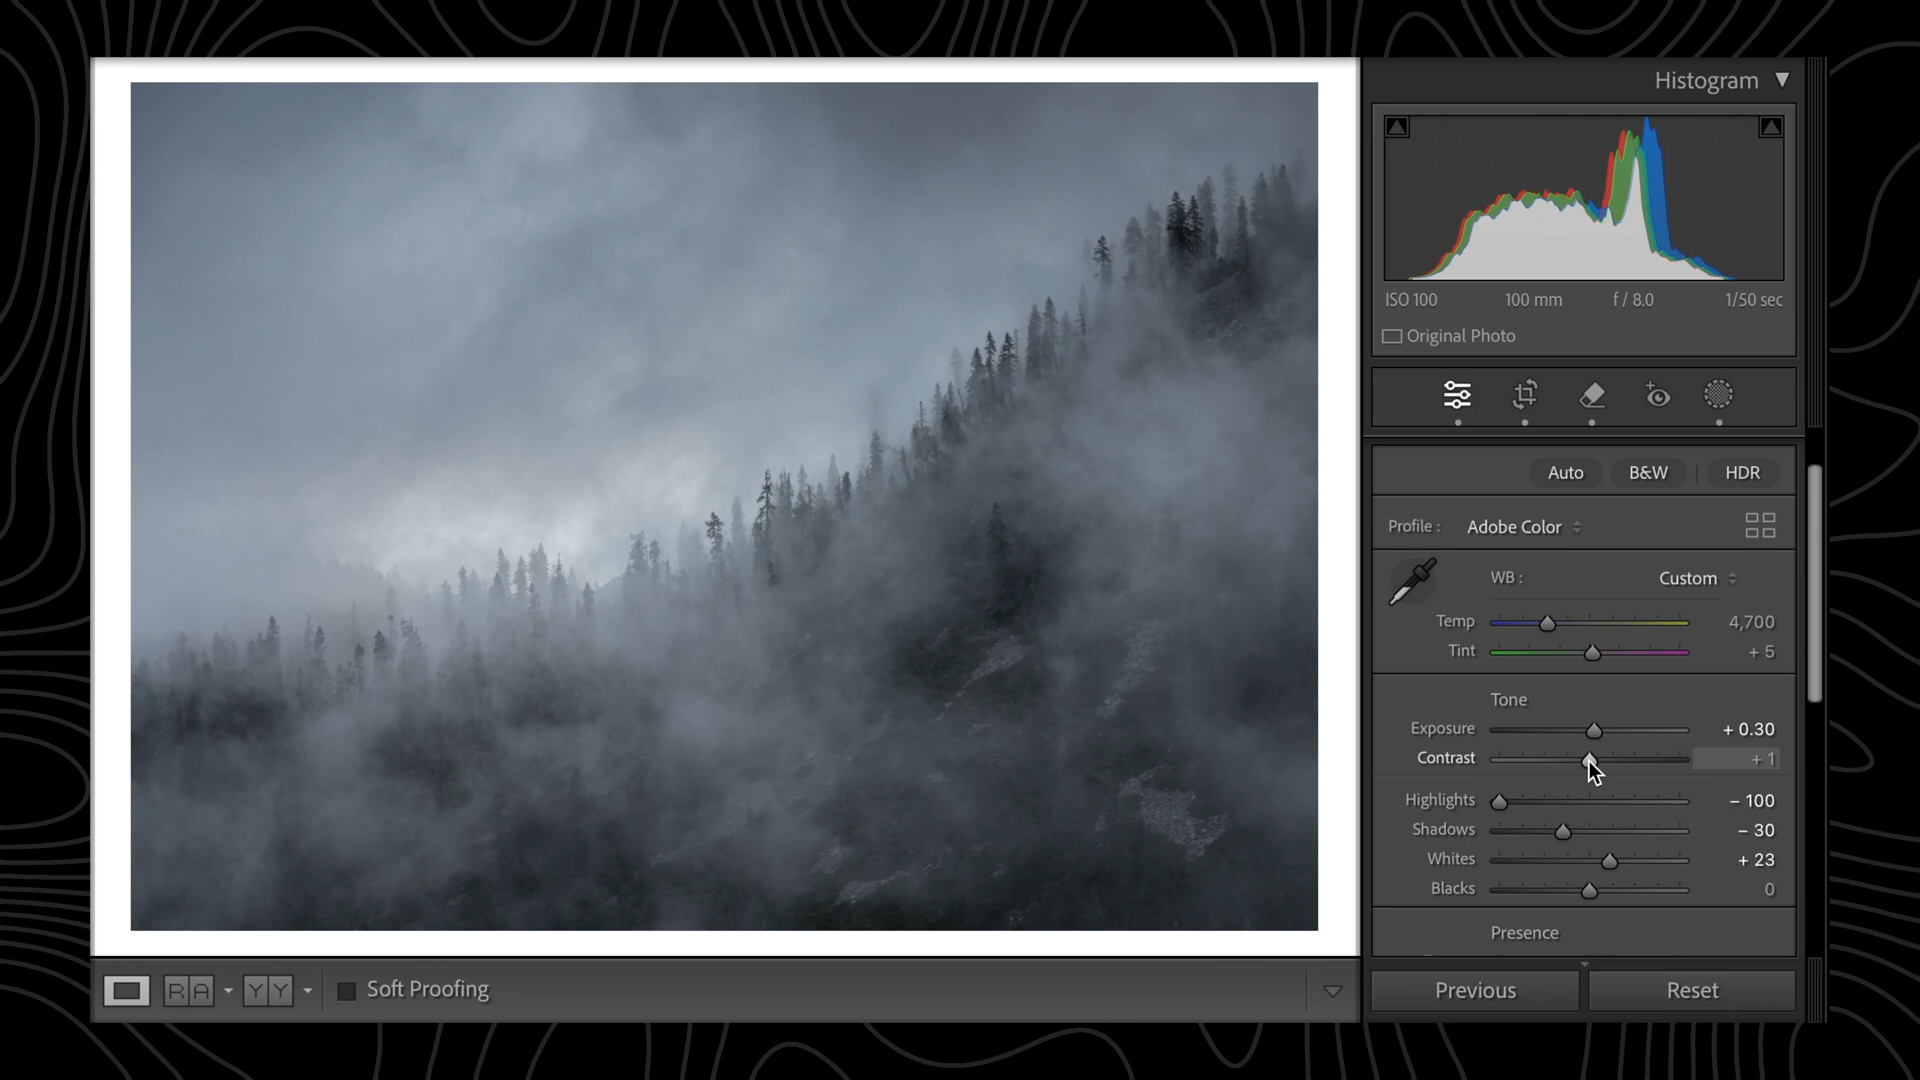 Histogram
ISO 100 100 mm f / 8.0 1/50 sec
Original Photo
Auto B&W HDR
Profile : Adobe Color
WB : Custom
Temp 4,700
Tint + 5
Tone
Exposure + 0.30
Contrast + 1
Highlights – 100
Shadows – 30
Whites + 23
Blacks 0
Presence
Previous Reset
R A Y Y Soft Proofing